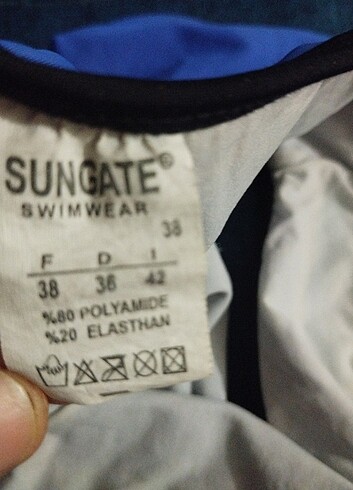 SUNGATE®
SWIMWEAR
38
F D I
38 36 42
%80 POLYAMIDE
%20 ELASTHAN